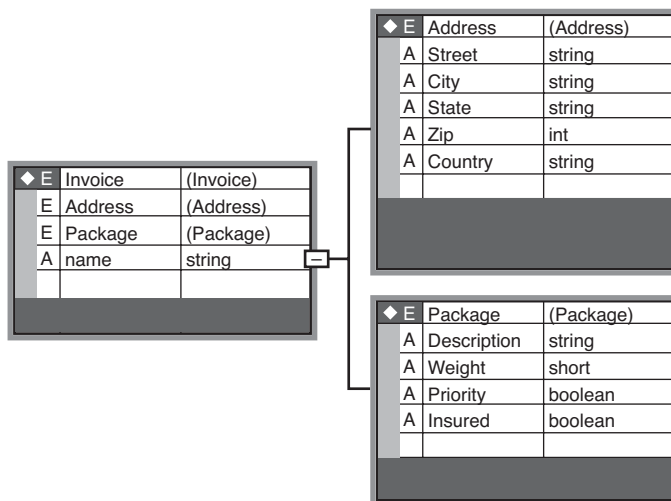 E Invoice (Invoice)
E Address (Address)
E Package (Package)
A name string
–
E Address (Address)
A Street string
A City string
A State string
A Zip int
A Country string
E Package (Package)
A Description string
A Weight short
A Priority boolean
A Insured boolean